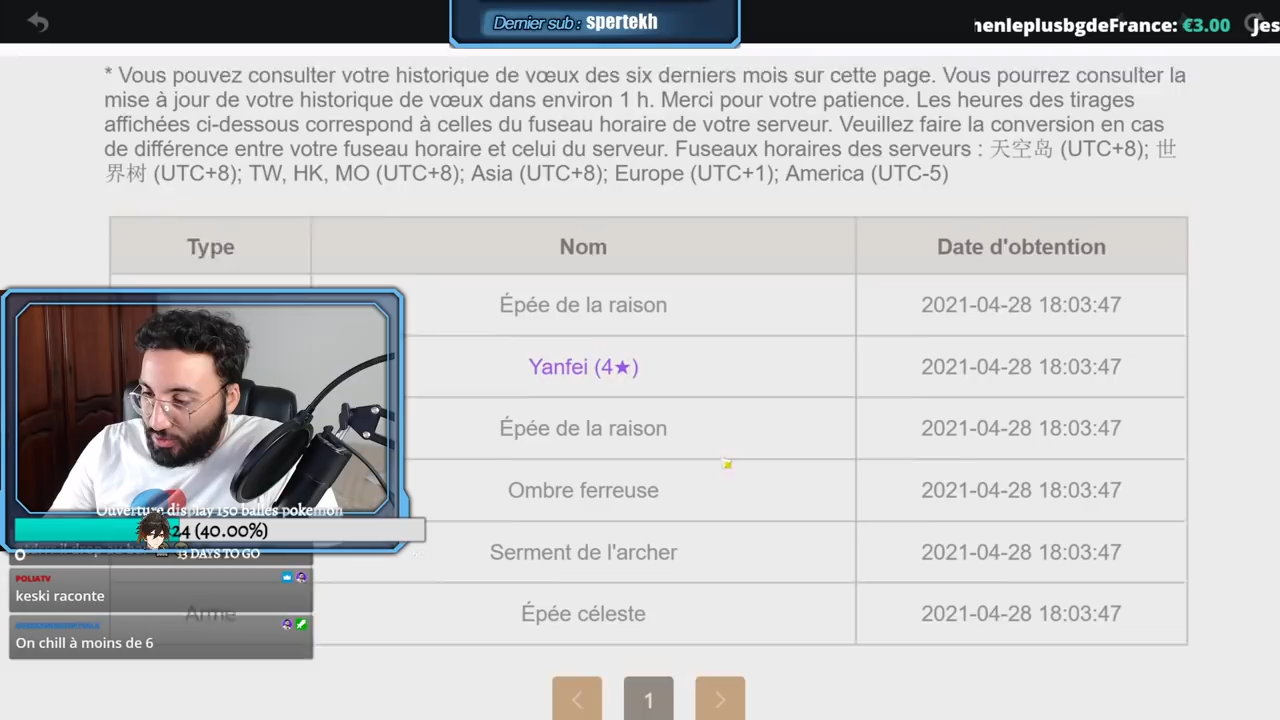 Dernier sub : spertekh
henleplusbgdeFrance: €3.00 Jes
* Vous pouvez consulter votre historique de vœux des six derniers mois sur cette page. Vous pourrez consulter la
mise à jour de votre historique de vœux dans environ 1 h. Merci pour votre patience. Les heures des tirages
affichées ci-dessous correspond à celles du fuseau horaire de votre serveur. Veuillez faire la conversion en cas
de différence entre votre fuseau horaire et celui du serveur. Fuseaux horaires des serveurs : 天空岛 (UTC+8); 世
界树 (UTC+8); TW, HK, MO (UTC+8); Asia (UTC+8); Europe (UTC+1); America (UTC-5)
Type Nom Date d'obtention
Épée de la raison 2021-04-28 18:03:47
Yanfei (4★) 2021-04-28 18:03:47
Épée de la raison 2021-04-28 18:03:47
Ombre ferreuse 2021-04-28 18:03:47
Serment de l'archer 2021-04-28 18:03:47
Arme Épée céleste 2021-04-28 18:03:47
Ouverture display 150 balles pokemon
24 (40.00%)
0 13 DAYS TO GO
POLIATV
keski raconte
On chill à moins de 6
< 1 >